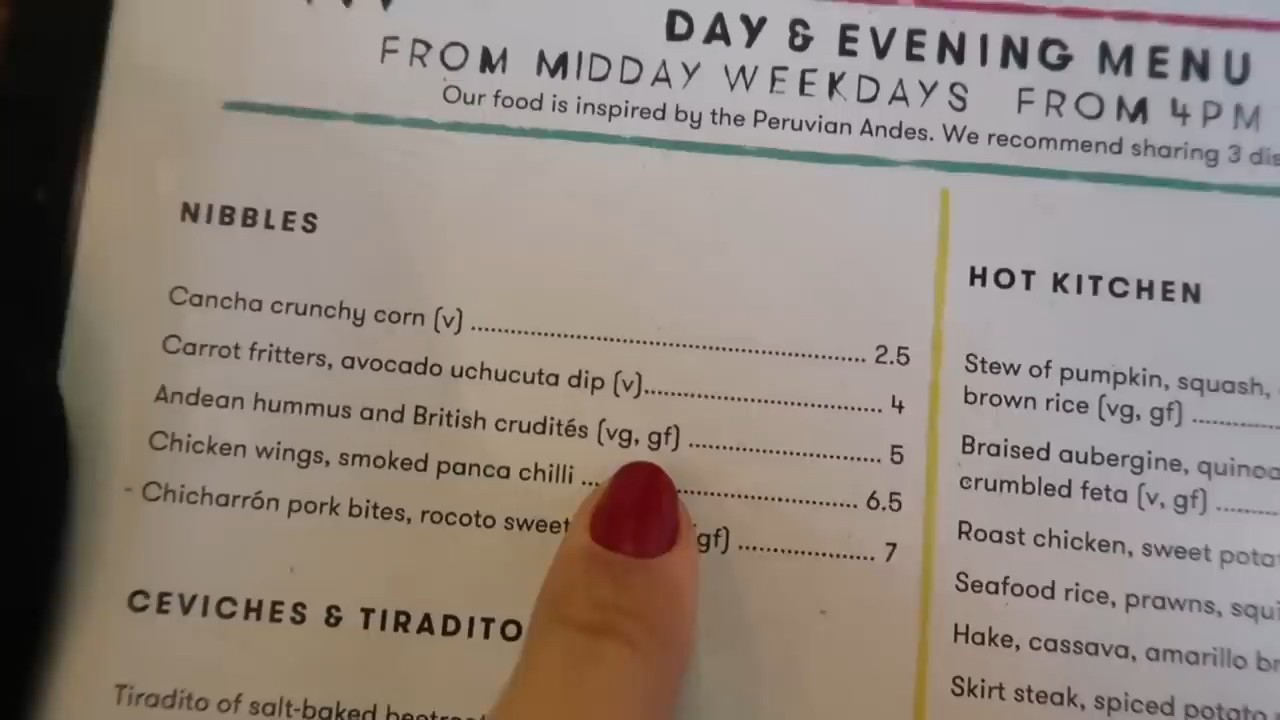 DAY & EVENING MENU
FROM MIDDAY WEEKDAYS FROM 4PM
Our food is inspired by the Peruvian Andes. We recommend sharing 3
NIBBLES
Cancha crunchy corn (v) 2.5
Carrot fritters, avocado uchucuta dip (v) 4
Andean hummus and British crudités (vg, gf) 5
Chicken wings, smoked panca chilli 6.5
- Chicharrón pork bites, rocoto sweet gf) 7
CEVICHES & TIRADITO
Tiradito of salt-baked
HOT KITCHEN
Stew of pumpkin, squash,
brown rice (vg, gf)
Braised aubergine,
crumbled feta (v, gf)
Roast chicken, sweet
Seafood rice, prawns,
Hake, cassava, amarillo
Skirt steak, spiced potato